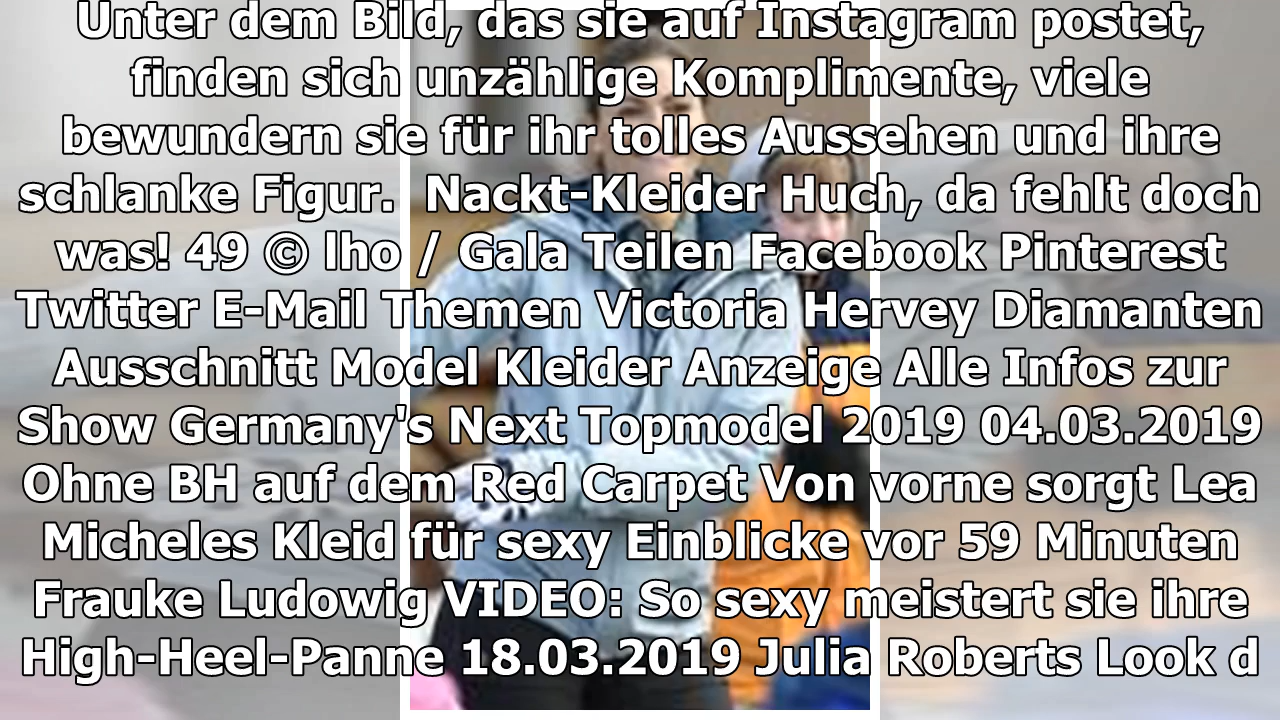 Unter dem Bild, das sie auf Instagram postet,
finden sich unzählige Komplimente, viele
bewundern sie für ihr tolles Aussehen und ihre
schlanke Figur.  Nackt-Kleider Huch, da fehlt doch
was! 49 © lho / Gala Teilen Facebook Pinterest
Twitter E-Mail Themen Victoria Hervey Diamanten
Ausschnitt Model Kleider Anzeige Alle Infos zur
Show Germany's Next Topmodel 2019 04.03.2019
Ohne BH auf dem Red Carpet Von vorne sorgt Lea
Micheles Kleid für sexy Einblicke vor 59 Minuten
Frauke Ludowig VIDEO: So sexy meistert sie ihre
High-Heel-Panne 18.03.2019 Julia Roberts Look d